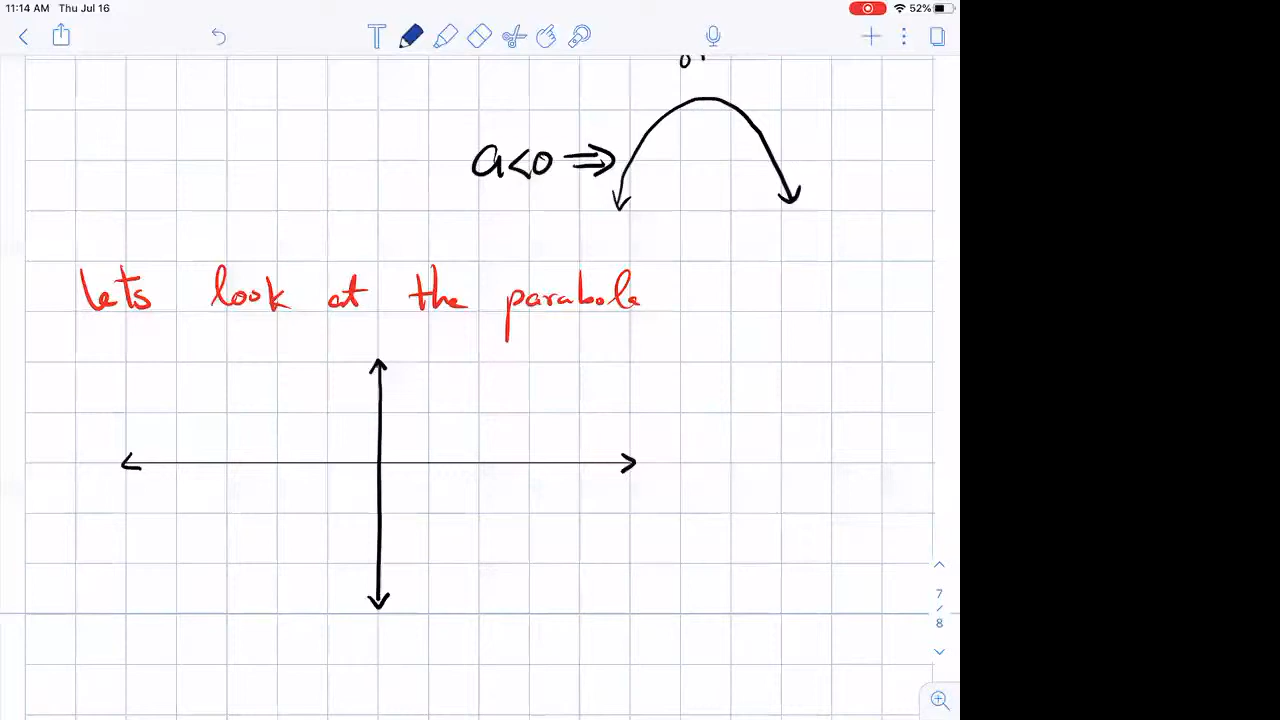 11:14 AM Thu Jul 16 52%
T
a<0 ⇒
lets look at the parabola
7
/
8